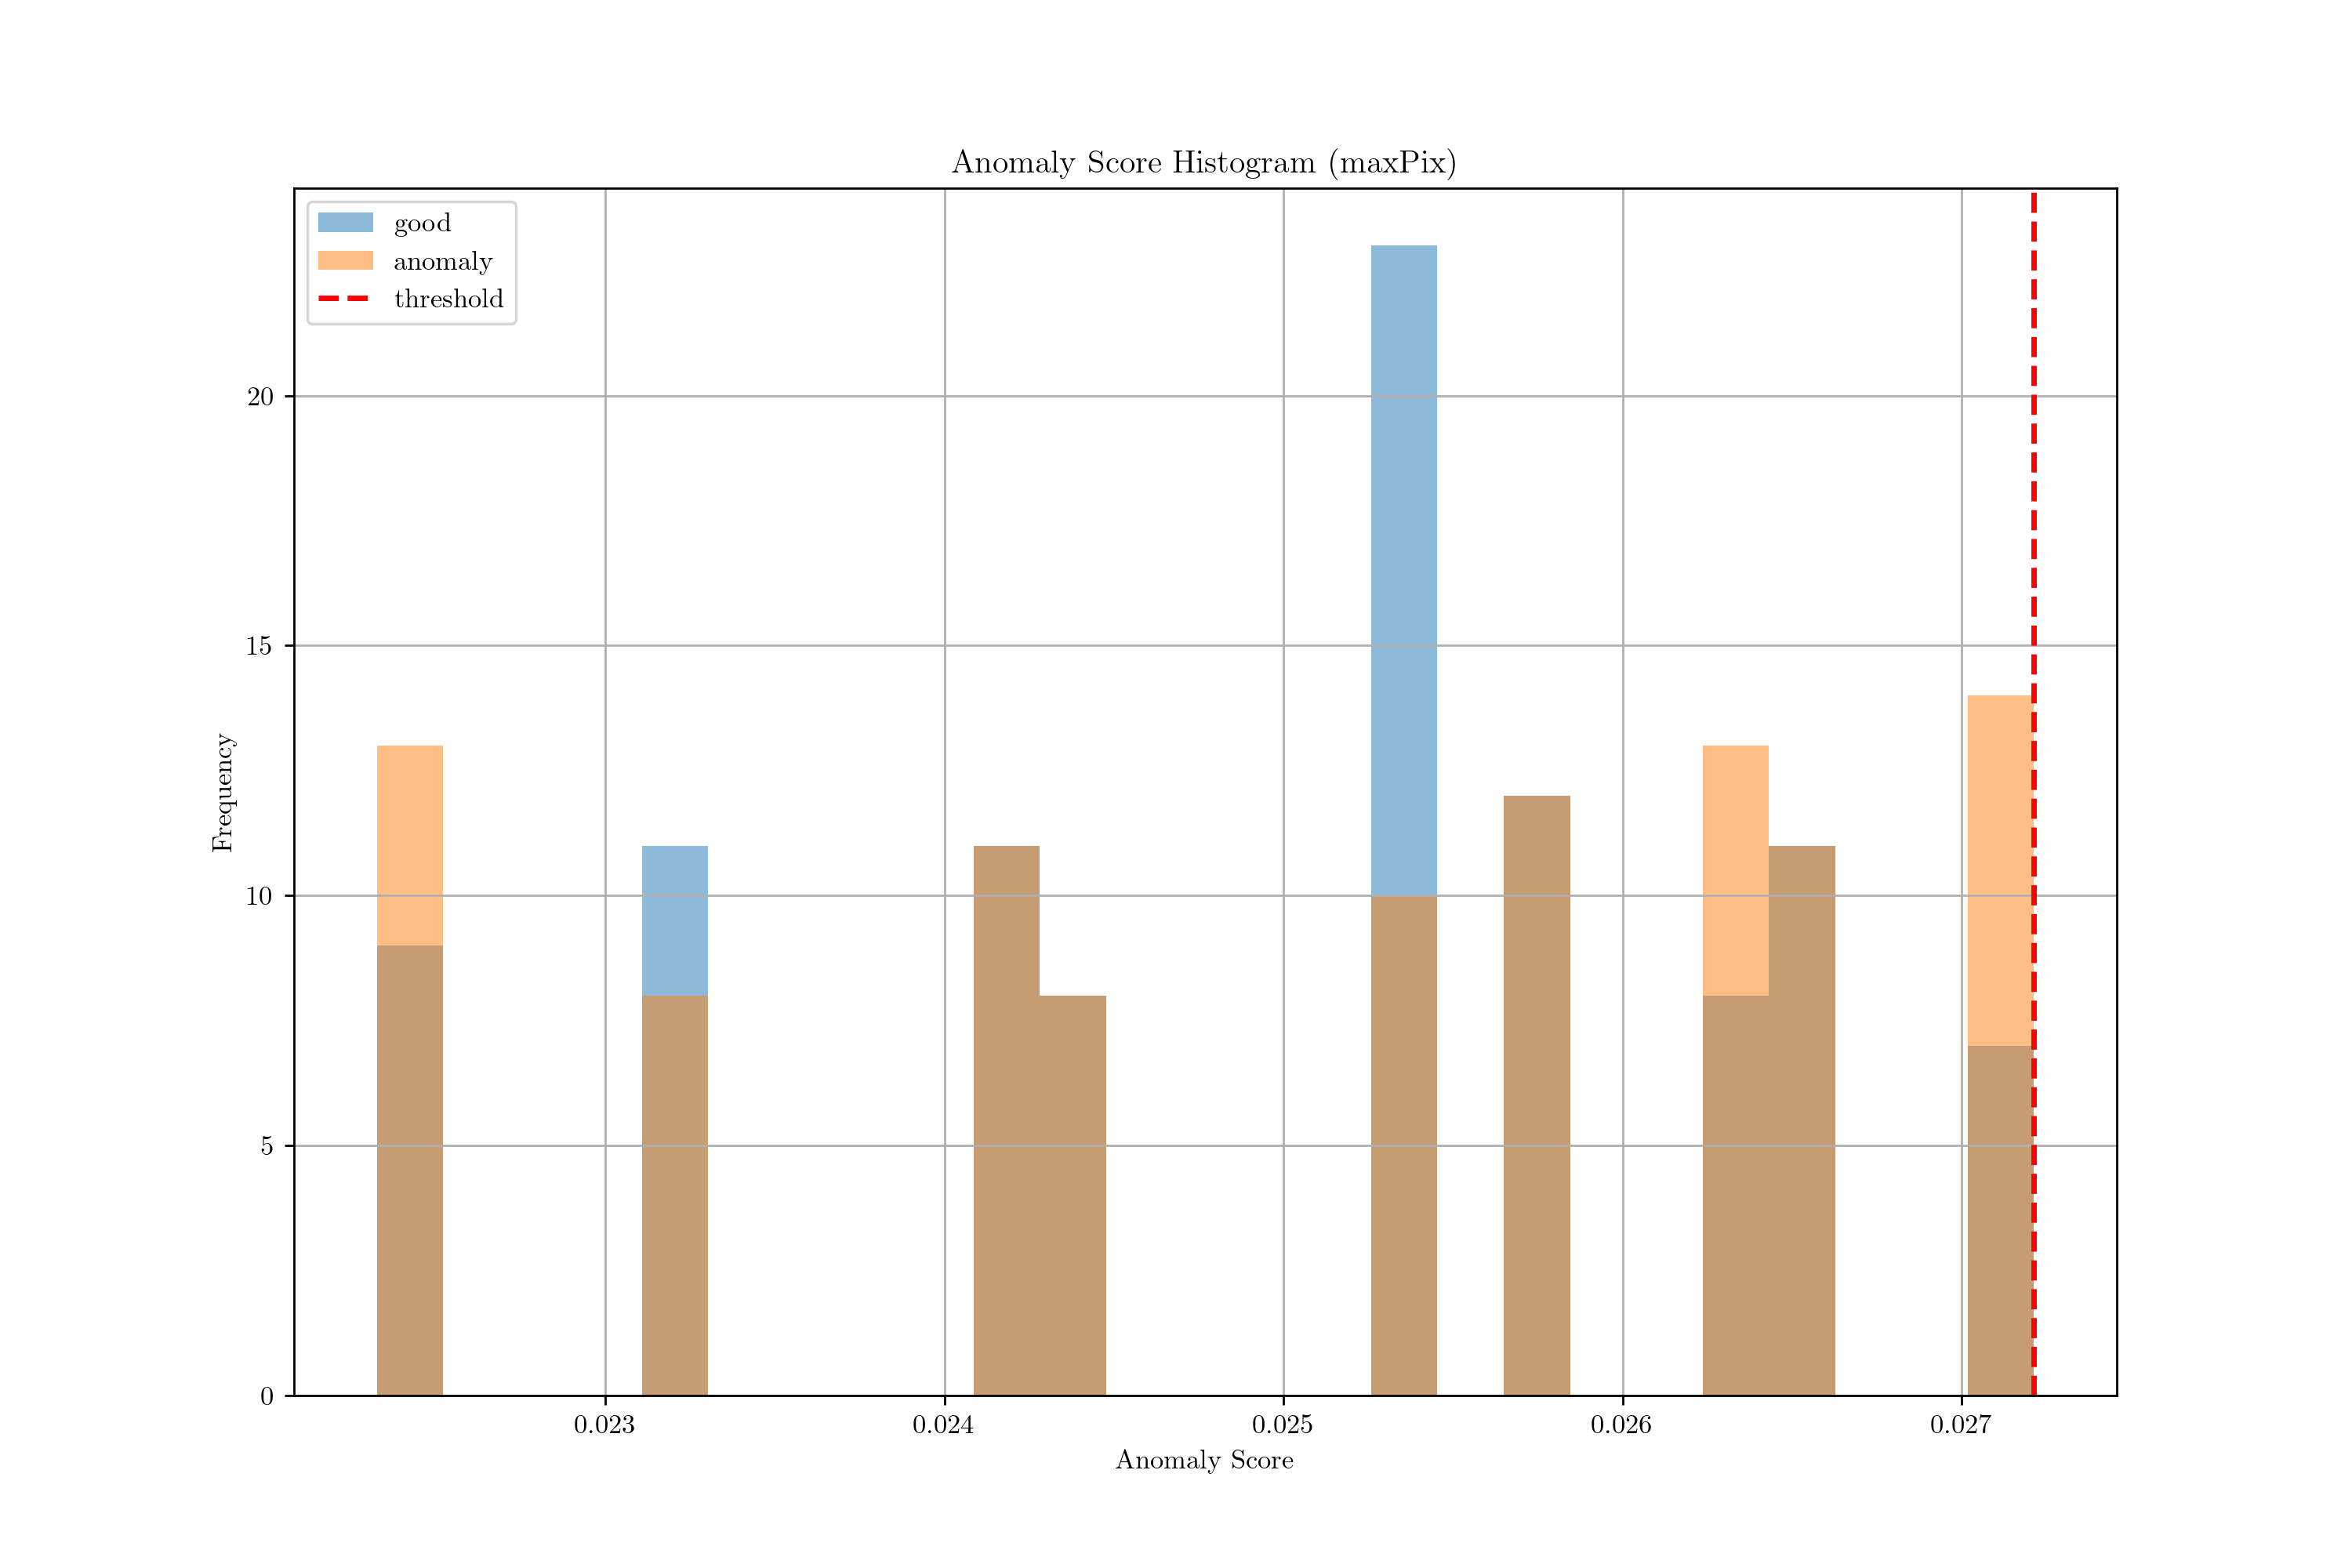 Anomaly Score Histogram (maxPix)
good
anomaly
threshold
20
15
10
5
0
Frequency
0.023 0.024 0.025 0.026 0.027
Anomaly Score